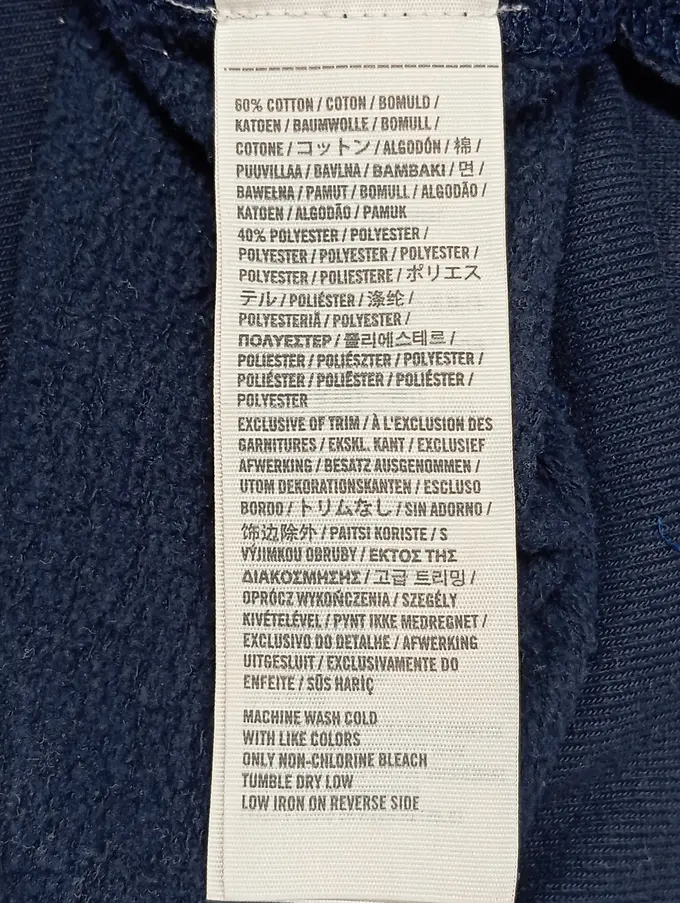 60% COTTON / COTON / BOMULD /
KATOEN / BAUMWOLLE / BOMULL /
COTONE / コットン / ALGODÓN / 棉 /
PUUVILLAA / BAVLNA / BAMBAKI / 면 /
BAWEŁNA / PAMUT / BOMULL / ALGODÃO /
KATOEN / ALGODÃO / PAMUK
40% POLYESTER / POLYESTER /
POLYESTER / POLYESTER / POLYESTER /
POLYESTER / POLIESTERE / ポリエス
テル / POLIÉSTER / 涤纶 /
POLYESTERIÄ / POLYESTER /
ΠΟΛΥΕΣΤΕΡ / 폴리에스테르 /
POLIESTER / POLIÉSZTER / POLYESTER /
POLIÉSTER / POLIËSTER / POLIÉSTER /
POLYESTER
EXCLUSIVE OF TRIM / À L'EXCLUSION DES
GARNITURES / EKSKL. KANT / EXCLUSIEF
AFWERKING / BESATZ AUSGENOMMEN /
UTOM DEKORATIONSKANTEN / ESCLUSO
BORDO / トリムなし / SIN ADORNO /
饰边除外 / PAITSI KORISTE / S
VÝJIMKOU OBRUBY / ΕΚΤΟΣ ΤΗΣ
ΔΙΑΚΟΣΜΗΣΗΣ / 고급 트리밍 /
OPRÓCZ WYKOŃCZENIA / SZEGÉLY
KIVÉTELÉVEL / PYNT IKKE MEDREGNET /
EXCLUSIVO DO DETALHE / AFWERKING
UITGESLUIT / EXCLUSIVAMENTE DO
ENFEITE / SÜS HARİÇ
MACHINE WASH COLD
WITH LIKE COLORS
ONLY NON-CHLORINE BLEACH
TUMBLE DRY LOW
LOW IRON ON REVERSE SIDE